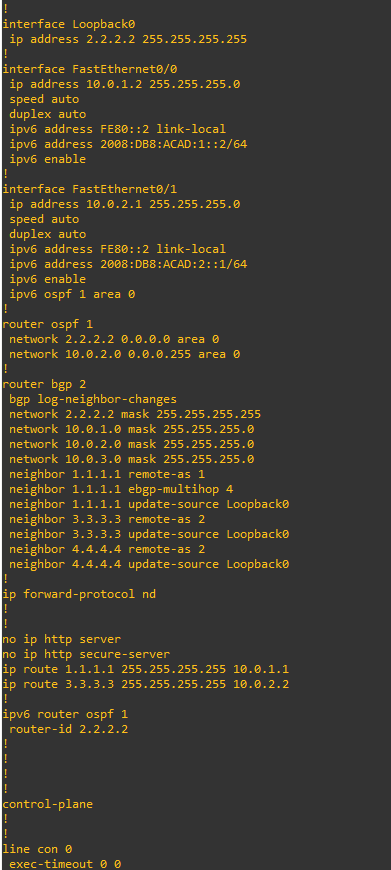 !
interface Loopback0
 ip address 2.2.2.2 255.255.255.255
!
interface FastEthernet0/0
 ip address 10.0.1.2 255.255.255.0
 speed auto
 duplex auto
 ipv6 address FE80::2 link-local
 ipv6 address 2008:DB8:ACAD:1::2/64
 ipv6 enable
!
interface FastEthernet0/1
 ip address 10.0.2.1 255.255.255.0
 speed auto
 duplex auto
 ipv6 address FE80::2 link-local
 ipv6 address 2008:DB8:ACAD:2::1/64
 ipv6 enable
 ipv6 ospf 1 area 0
!
router ospf 1
 network 2.2.2.2 0.0.0.0 area 0
 network 10.0.2.0 0.0.0.255 area 0
!
router bgp 2
 bgp log-neighbor-changes
 network 2.2.2.2 mask 255.255.255.255
 network 10.0.1.0 mask 255.255.255.0
 network 10.0.2.0 mask 255.255.255.0
 network 10.0.3.0 mask 255.255.255.0
 neighbor 1.1.1.1 remote-as 1
 neighbor 1.1.1.1 ebgp-multihop 4
 neighbor 1.1.1.1 update-source Loopback0
 neighbor 3.3.3.3 remote-as 2
 neighbor 3.3.3.3 update-source Loopback0
 neighbor 4.4.4.4 remote-as 2
 neighbor 4.4.4.4 update-source Loopback0
!
ip forward-protocol nd
!
!
no ip http server
no ip http secure-server
ip route 1.1.1.1 255.255.255.255 10.0.1.1
ip route 3.3.3.3 255.255.255.255 10.0.2.2
!
ipv6 router ospf 1
 router-id 2.2.2.2
!
!
!
!
control-plane
!
!
line con 0
 exec-timeout 0 0